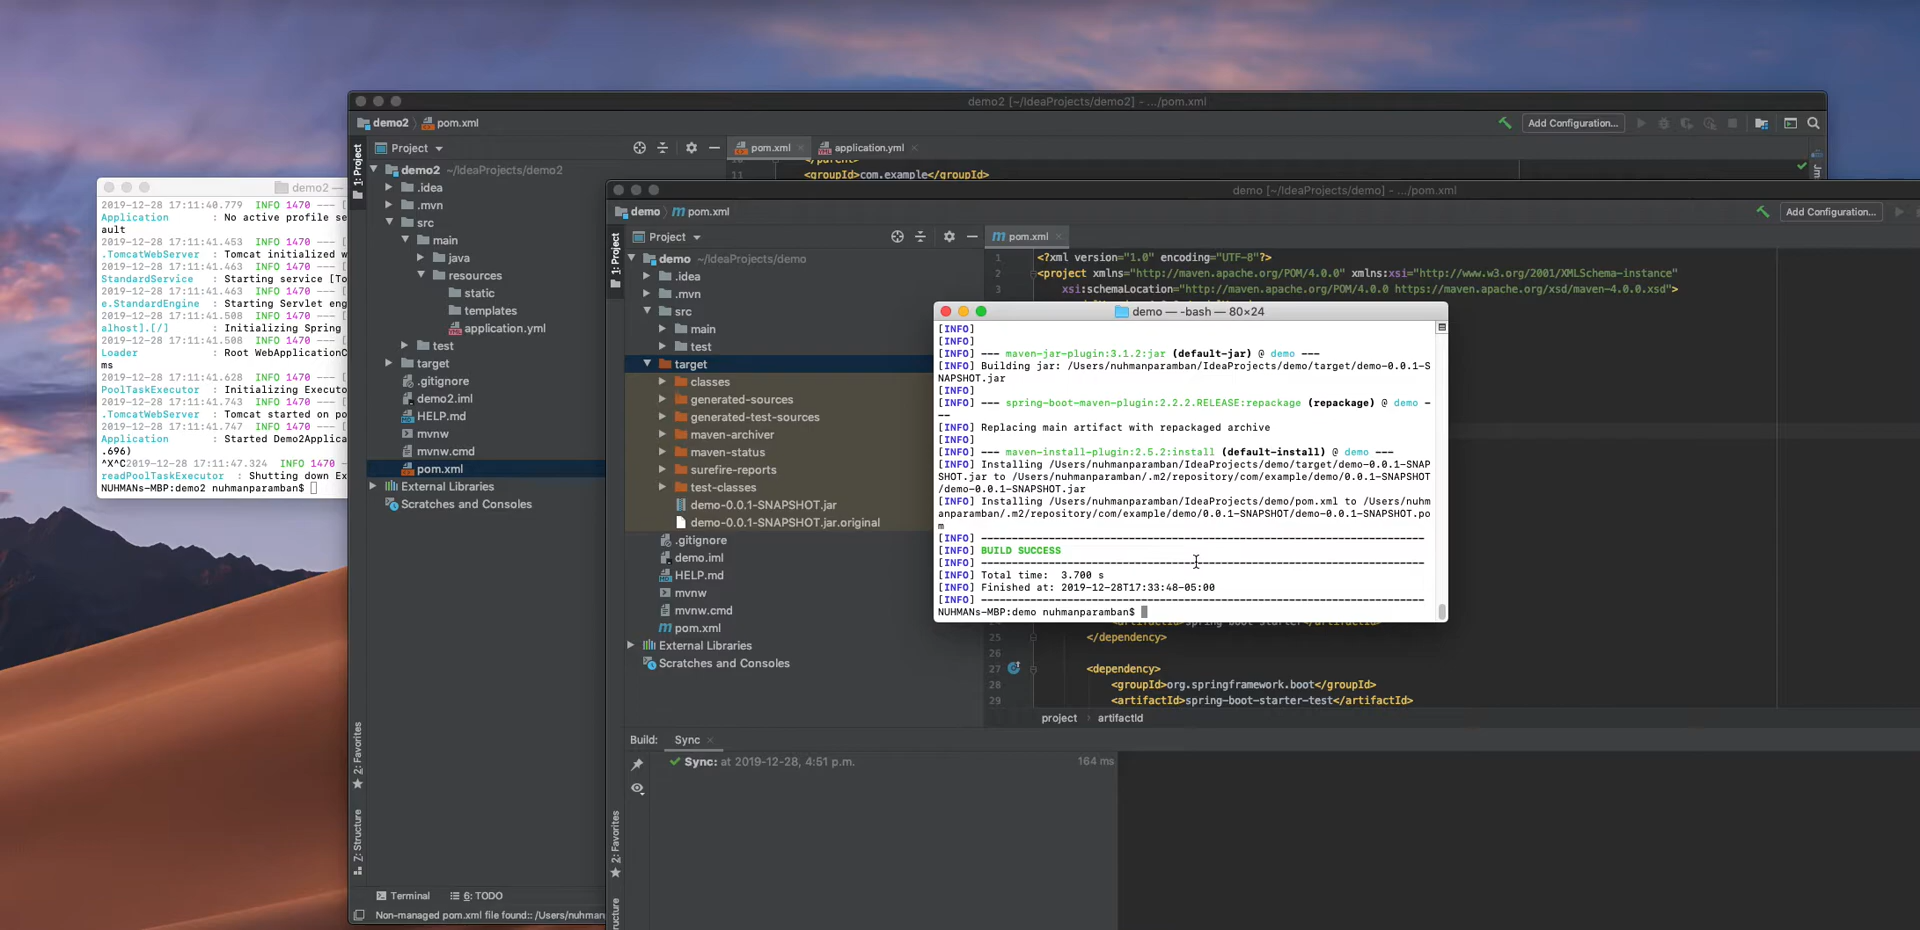 demo2 [~/IdeaProjects/demo2] - .../pom.xml
demo2 pom.xml
Add Configuration...
1: Project
Project
pom.xml
application.yml
demo2 ~/IdeaProjects/demo2
.idea
.mvn
src
main
java
resources
static
templates
application.yml
test
target
.gitignore
demo2.iml
HELP.md
mvnw
mvnw.cmd
pom.xml
External Libraries
Scratches and Consoles
2: Favorites
7: Structure
Terminal
6: TODO
Non-managed pom.xml file found:: /Users/nuhman
11 <groupId>com.example</groupId>
demo2 —
2019-12-28 17:11:40.779 INFO 1470 --- [
Application : No active profile se
ault
2019-12-28 17:11:41.453 INFO 1470 --- [
.TomcatWebServer : Tomcat initialized w
2019-12-28 17:11:41.463 INFO 1470 --- [
StandardService : Starting service [To
2019-12-28 17:11:41.463 INFO 1470 --- [
e.StandardEngine : Starting Servlet eng
2019-12-28 17:11:41.508 INFO 1470 --- [
alhost].[/] : Initializing Spring
2019-12-28 17:11:41.508 INFO 1470 --- [
Loader : Root WebApplicationC
ms
2019-12-28 17:11:41.628 INFO 1470 --- [
PoolTaskExecutor : Initializing Executo
2019-12-28 17:11:41.743 INFO 1470 --- [
.TomcatWebServer : Tomcat started on po
2019-12-28 17:11:41.747 INFO 1470 --- [
Application : Started Demo2Applica
.696)
^X^C2019-12-28 17:11:47.324 INFO 1470 ---
readPoolTaskExecutor : Shutting down Ex
NUHMANs-MBP:demo2 nuhmanparamban$
demo [~/IdeaProjects/demo] - .../pom.xml
demo pom.xml
Add Configuration...
1: Project
Project
pom.xml
demo ~/IdeaProjects/demo
.idea
.mvn
src
main
test
target
classes
generated-sources
generated-test-sources
maven-archiver
maven-status
surefire-reports
test-classes
demo-0.0.1-SNAPSHOT.jar
demo-0.0.1-SNAPSHOT.jar.original
.gitignore
demo.iml
HELP.md
mvnw
mvnw.cmd
pom.xml
External Libraries
Scratches and Consoles
1 <?xml version="1.0" encoding="UTF-8"?>
2 <project xmlns="http://maven.apache.org/POM/4.0.0" xmlns:xsi="http://www.w3.org/2001/XMLSchema-instance"
3 xsi:schemaLocation="http://maven.apache.org/POM/4.0.0 https://maven.apache.org/xsd/maven-4.0.0.xsd">
demo — -bash — 80×24
[INFO]
[INFO]
[INFO] --- maven-jar-plugin:3.1.2:jar (default-jar) @ demo ---
[INFO] Building jar: /Users/nuhmanparamban/IdeaProjects/demo/target/demo-0.0.1-S
NAPSHOT.jar
[INFO]
[INFO] --- spring-boot-maven-plugin:2.2.2.RELEASE:repackage (repackage) @ demo -
--
[INFO] Replacing main artifact with repackaged archive
[INFO]
[INFO] --- maven-install-plugin:2.5.2:install (default-install) @ demo ---
[INFO] Installing /Users/nuhmanparamban/IdeaProjects/demo/target/demo-0.0.1-SNAP
SHOT.jar to /Users/nuhmanparamban/.m2/repository/com/example/demo/0.0.1-SNAPSHOT
/demo-0.0.1-SNAPSHOT.jar
[INFO] Installing /Users/nuhmanparamban/IdeaProjects/demo/pom.xml to /Users/nuhm
anparamban/.m2/repository/com/example/demo/0.0.1-SNAPSHOT/demo-0.0.1-SNAPSHOT.po
m
[INFO] ------------------------------------------------------------------------
[INFO] BUILD SUCCESS
[INFO] ------------------------------------------------------------------------
[INFO] Total time: 3.700 s
[INFO] Finished at: 2019-12-28T17:33:48-05:00
[INFO] ------------------------------------------------------------------------
NUHMANs-MBP:demo nuhmanparamban$
25 </dependency>
26
27 <dependency>
28 <groupId>org.springframework.boot</groupId>
29 <artifactId>spring-boot-starter-test</artifactId>
project artifactId
Build: Sync
Sync: at 2019-12-28, 4:51 p.m. 164 ms
2: Favorites
ructure